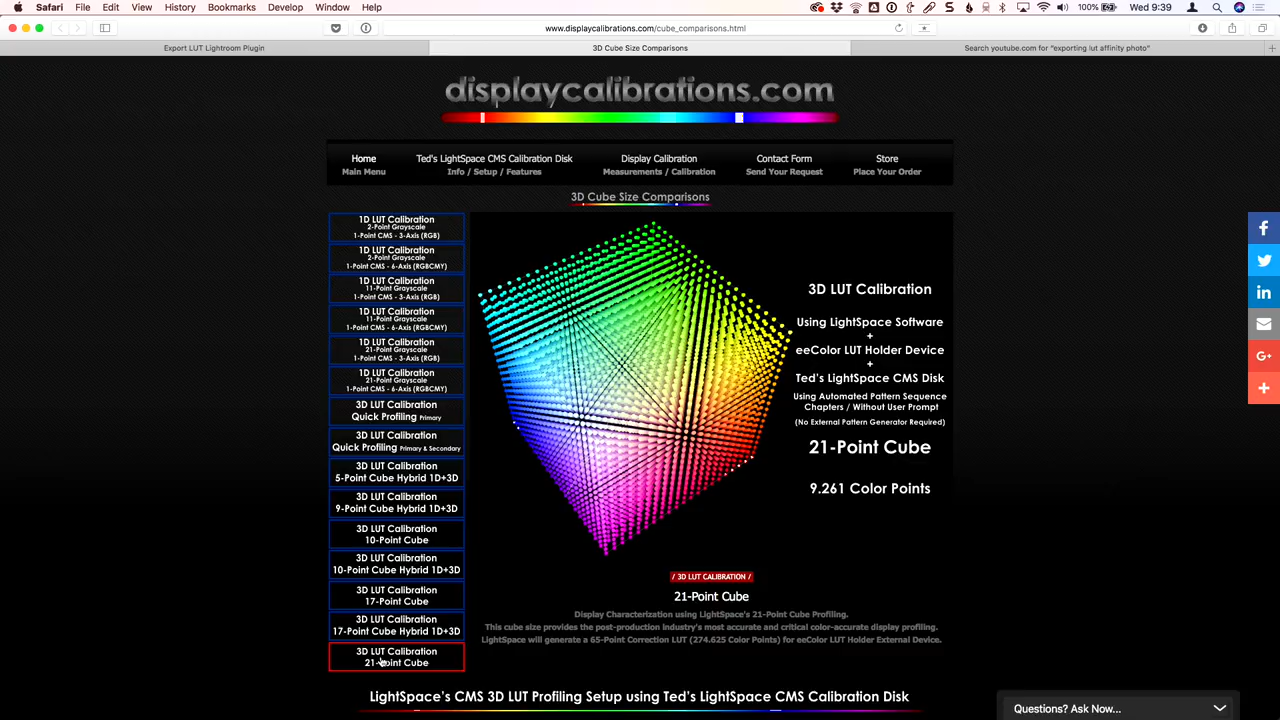 Safari File Edit View History Bookmarks Develop Window Help
100% Wed 9:39
www.displaycalibrations.com/cube_comparisons.html
Export LUT Lightroom Plugin
3D Cube Size Comparisons
Search youtube.com for "exporting lut affinity photo"
displaycalibrations.com
Home
Main Menu
Ted's LightSpace CMS Calibration Disk
Info / Setup / Features
Display Calibration
Measurements / Calibration
Contact Form
Send Your Request
Store
Place Your Order
3D Cube Size Comparisons
1D LUT Calibration
2-Point Grayscale
1-Point CMS - 3-Axis (RGB)
1D LUT Calibration
2-Point Grayscale
1-Point CMS - 6-Axis (RGBCMY)
1D LUT Calibration
11-Point Grayscale
1-Point CMS - 3-Axis (RGB)
1D LUT Calibration
11-Point Grayscale
1-Point CMS - 6-Axis (RGBCMY)
1D LUT Calibration
21-Point Grayscale
1-Point CMS - 3-Axis (RGB)
1D LUT Calibration
21-Point Grayscale
1-Point CMS - 6-Axis (RGBCMY)
3D LUT Calibration
Quick Profiling Primary
3D LUT Calibration
Quick Profiling Primary & Secondary
3D LUT Calibration
5-Point Cube Hybrid 1D+3D
3D LUT Calibration
9-Point Cube Hybrid 1D+3D
3D LUT Calibration
10-Point Cube
3D LUT Calibration
10-Point Cube Hybrid 1D+3D
3D LUT Calibration
17-Point Cube
3D LUT Calibration
17-Point Cube Hybrid 1D+3D
3D LUT Calibration
21-Point Cube
3D LUT Calibration
Using LightSpace Software
+
eeColor LUT Holder Device
+
Ted's LightSpace CMS Disk
Using Automated Pattern Sequence
Chapters / Without User Prompt
(No External Pattern Generator Required)
21-Point Cube
9.261 Color Points
/ 3D LUT CALIBRATION /
21-Point Cube
Display Characterization using LightSpace's 21-Point Cube Profiling.
This cube size provides the post-production industry's most accurate and critical color-accurate display profiling.
LightSpace will generate a 65-Point Correction LUT (274.625 Color Points) for eeColor LUT Holder External Device.
LightSpace's CMS 3D LUT Profiling Setup using Ted's LightSpace CMS Calibration Disk
Questions? Ask Now...